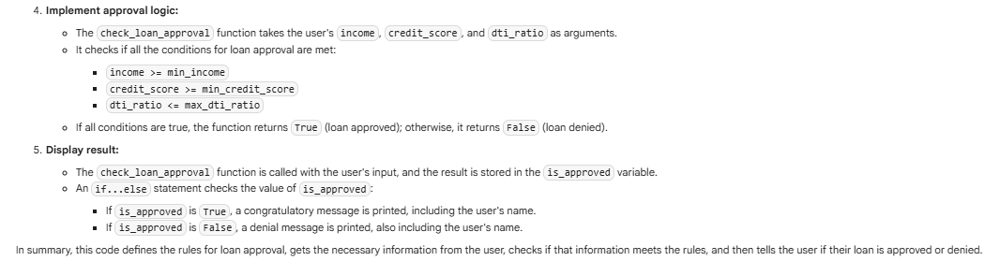 4. Implement approval logic:
The check_loan_approval function takes the user's income, credit_score, and dti_ratio as arguments.
It checks if all the conditions for loan approval are met:
income >= min_income
credit_score >= min_credit_score
dti_ratio <= max_dti_ratio
If all conditions are true, the function returns True (loan approved); otherwise, it returns False (loan denied).
5. Display result:
The check_loan_approval function is called with the user's input, and the result is stored in the is_approved variable.
An if...else statement checks the value of is_approved:
If is_approved is True, a congratulatory message is printed, including the user's name.
If is_approved is False, a denial message is printed, also including the user's name.
In summary, this code defines the rules for loan approval, gets the necessary information from the user, checks if that information meets the rules, and then tells the user if their loan is approved or denied.